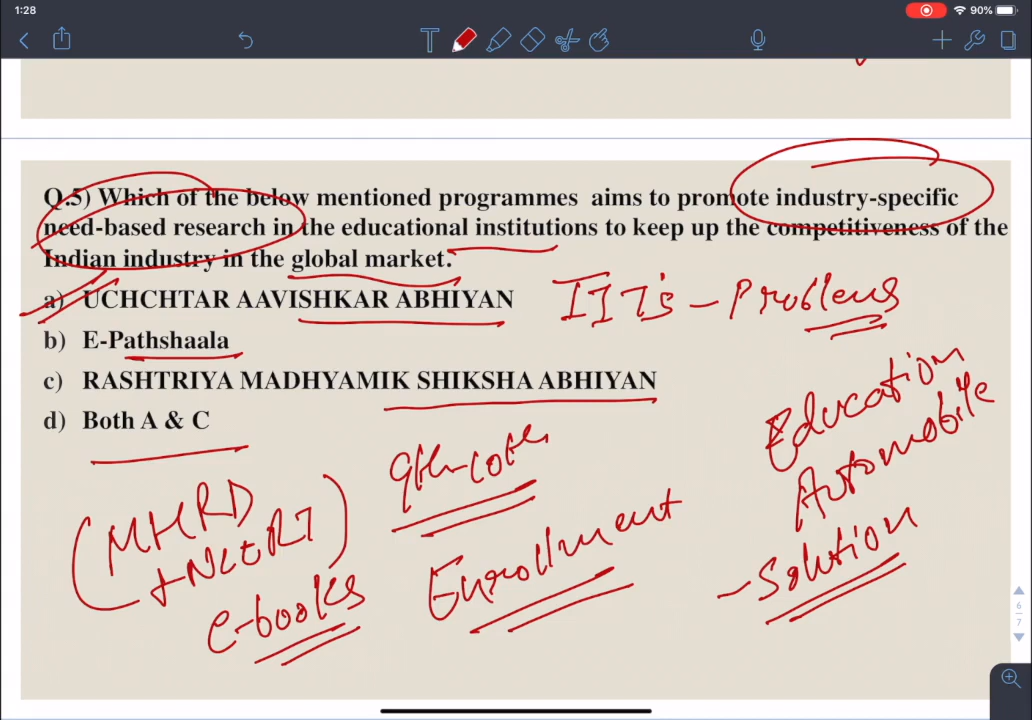 1:28
90%
Q.5) Which of the below mentioned programmes aims to promote industry-specific
need-based research in the educational institutions to keep up the competitiveness of the
Indian industry in the global market.
a) UCHCHTAR AAVISHKAR ABHIYAN
IIT's - Problems
b) E-Pathshaala
c) RASHTRIYA MADHYAMIK SHIKSHA ABHIYAN
d) Both A & C
Education
Automobile
- Solution
9th-10th
Enrollment
(MHRD
+ NCERT)
e-books
6
7